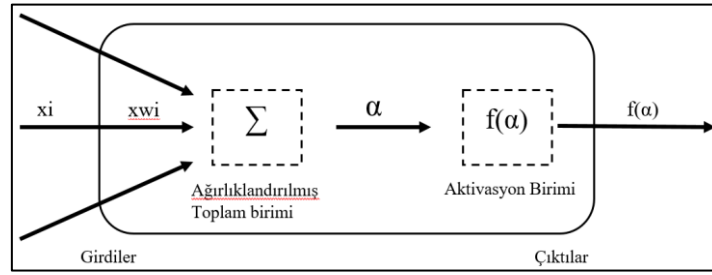 xi
xwi
∑
α
f(α)
f(α)
Ağırlıklandırılmış
Toplam birimi
Aktivasyon Birimi
Girdiler
Çıktılar